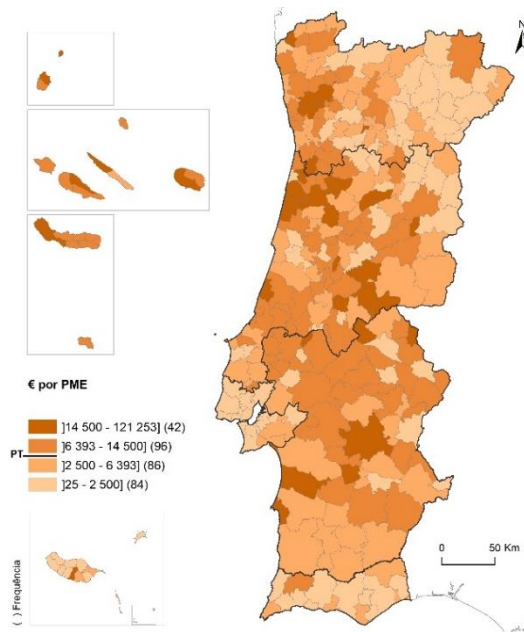 N
€ por PME
]14 500 - 121 253] (42)
]6 393 - 14 500] (96)
PT
]2 500 - 6 393] (86)
]25 - 2 500] (84)
( ) Frequência
0 50 Km